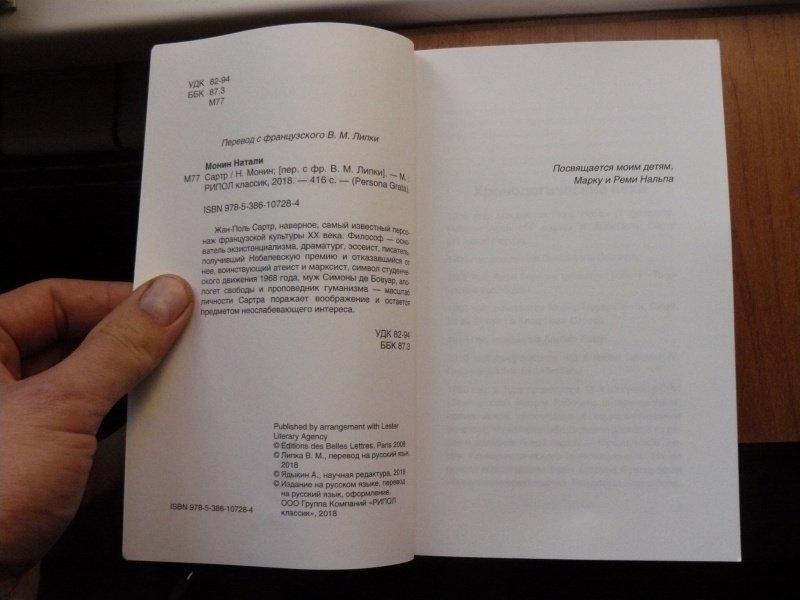 УДК 82-94
ББК 87.3
М77
Перевод с французского В. М. Липки
Монин Натали
М77 Сартр / Н. Монин; [пер. с фр. В. М. Липки]. — М. :
РИПОЛ классик, 2018. — 416 с. — (Persona Grata).
ISBN 978-5-386-10728-4
Жан-Поль Сартр, наверное, самый известный персо-
наж французской культуры XX века. Философ — осно-
ватель экзистенциализма, драматург, эссеист, писатель,
получивший Нобелевскую премию и отказавшийся от
нее, воинствующий атеист и марксист, символ студенче-
ского движения 1968 года, муж Симоны де Бовуар, апо-
логет свободы и проповедник гуманизма — масштаб
личности Сартра поражает воображение и остается
предметом неослабевающего интереса.
УДК 82-94
ББК 87.3
Published by arrangement with Lester
Literary Agency
© Editions des Belles Lettres, Paris 2008
© Липка В. М., перевод на русский язык,
2018
© Ядыкин А., научная редактура, 2018
© Издание на русском языке, перевод
на русский язык, оформление.
ООО Группа Компаний «РИПОЛ
классик», 2018
ISBN 978-5-386-10728-4
Посвящается моим детям,
Марку и Реми Нальпа